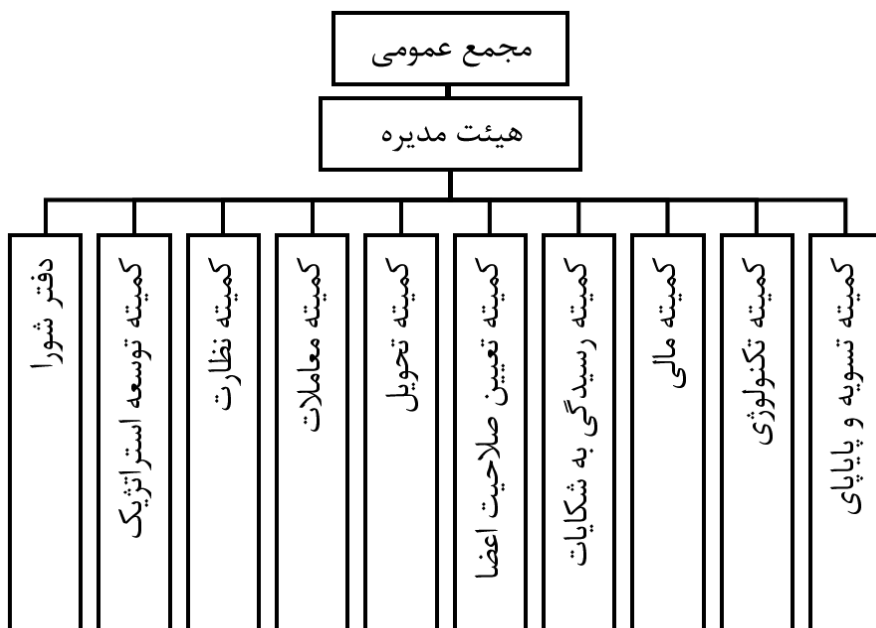 مجمع عمومی
هیئت مدیره
کمیته تسویه و پایاپای
کمیته تکنولوژی
کمیته مالی
کمیته رسیدگی به شکایات
کمیته تعیین صلاحیت اعضا
کمیته تحویل
کمیته معاملات
کمیته نظارت
کمیته توسعه استراتژیک
دفتر شورا